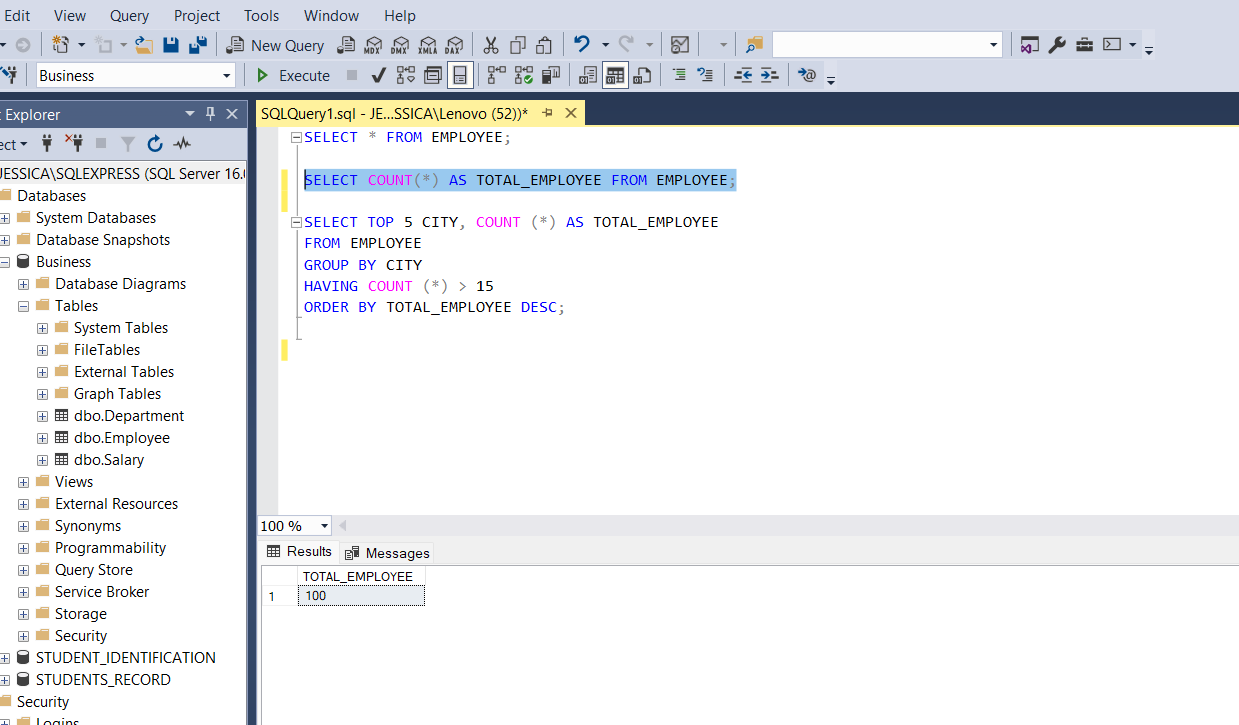 Edit View Query Project Tools Window Help
New Query MDX DMX XMLA DAX
Business Execute
t Explorer SQLQuery1.sql - JE...SSICA\Lenovo (52))*
ect
JESSICA\SQLEXPRESS (SQL Server 16.
Databases
System Databases
Database Snapshots
Business
Database Diagrams
Tables
System Tables
FileTables
External Tables
Graph Tables
dbo.Department
dbo.Employee
dbo.Salary
Views
External Resources
Synonyms
Programmability
Query Store
Service Broker
Storage
Security
STUDENT_IDENTIFICATION
STUDENTS_RECORD
Security
Logins
SELECT * FROM EMPLOYEE;
SELECT COUNT(*) AS TOTAL_EMPLOYEE FROM EMPLOYEE;
SELECT TOP 5 CITY, COUNT (*) AS TOTAL_EMPLOYEE
FROM EMPLOYEE
GROUP BY CITY
HAVING COUNT (*) > 15
ORDER BY TOTAL_EMPLOYEE DESC;
100 %
Results Messages
TOTAL_EMPLOYEE
1 100